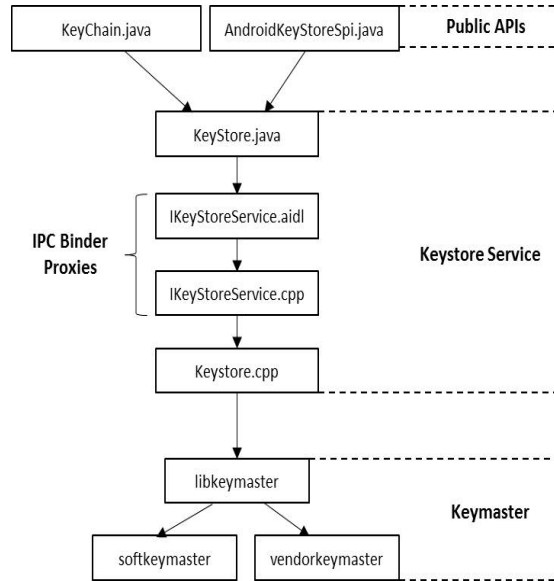 KeyChain.java
AndroidKeyStoreSpi.java
Public APIs
KeyStore.java
IKeyStoreService.aidl
IPC Binder
Proxies
Keystore Service
IKeyStoreService.cpp
Keystore.cpp
libkeymaster
Keymaster
softkeymaster
vendorkeymaster